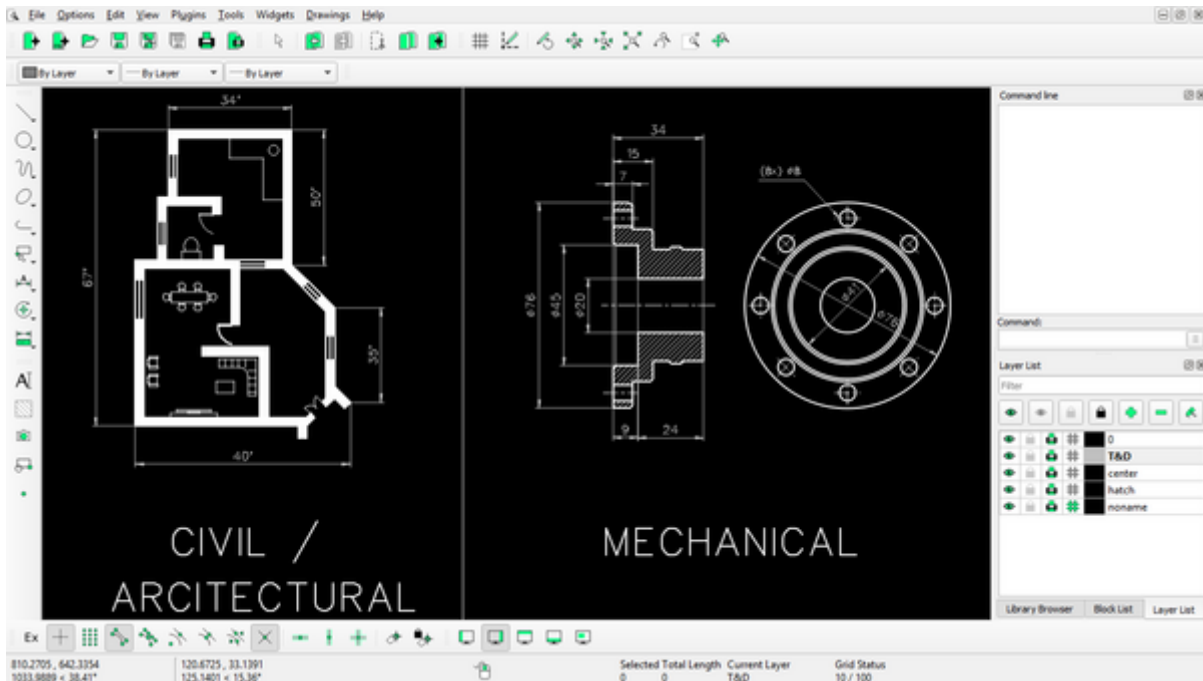 File Options Edit View Plugins Tools Widgets Drawings Help
By Layer By Layer By Layer
34"
67"
50"
35"
40"
CIVIL /
ARCITECTURAL
34
15
7
ø76
ø45
ø20
9
24
(8x) ø8
ø41
ø76
MECHANICAL
Command line
Command:
Layer List
Filter
0
T&D
center
hatch
noname
Library Browser Block List Layer List
Ex
810.2705 , 642.3354 120.6725 , 33.1391 Selected Total Length Current Layer Grid Status
1033.9889 < 38.41° 125.1401 < 15.36° 0 0 T&D 10 / 100